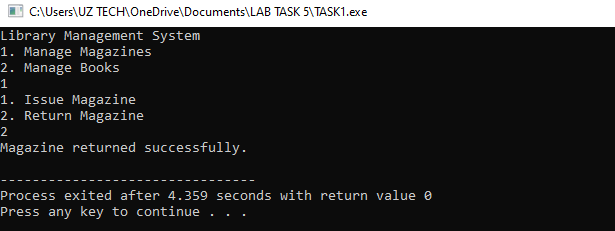 C:\Users\UZ TECH\OneDrive\Documents\LAB TASK 5\TASK1.exe
Library Management System
1. Manage Magazines
2. Manage Books
1
1. Issue Magazine
2. Return Magazine
2
Magazine returned successfully.
--------------------------------
Process exited after 4.359 seconds with return value 0
Press any key to continue . . .